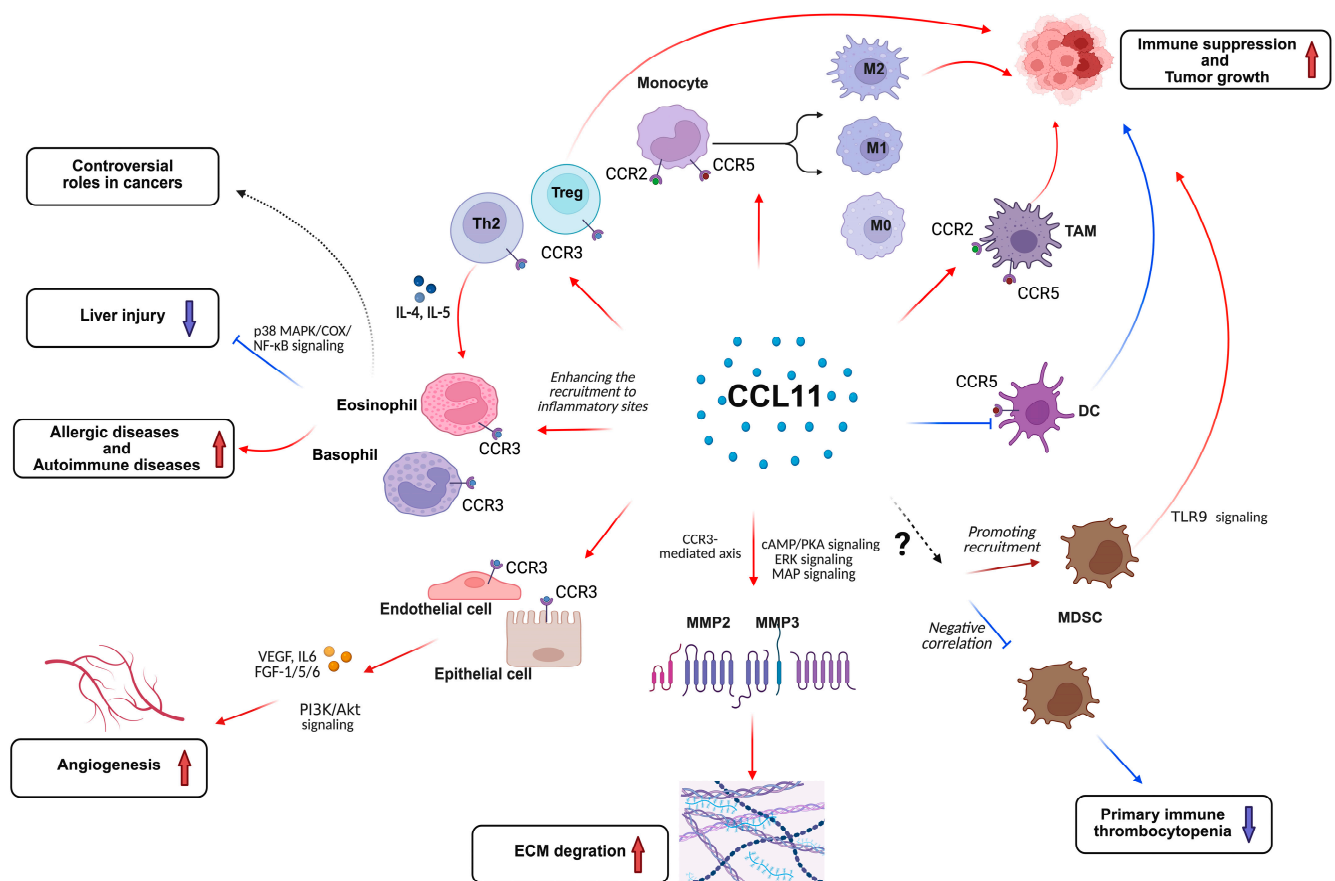 Immune suppression
and
Tumor growth
M2
Monocyte
M1
CCR2
CCR5
M0
Treg
Th2
CCR3
CCR2
TAM
CCR5
Controversial
roles in cancers
IL-4, IL-5
Liver injury
p38 MAPK/COX/
NF-κB signaling
Enhancing the
recruitment to
inflammatory sites
CCL11
CCR5
DC
Eosinophil
CCR3
Allergic diseases
and
Autoimmune diseases
Basophil
CCR3
CCR3-
mediated axis
cAMP/PKA signaling
ERK signaling
MAP signaling
?
Promoting
recruitment
TLR9 signaling
MDSC
Negative
correlation
CCR3
Endothelial cell
CCR3
Epithelial cell
MMP2
MMP3
VEGF, IL6
FGF-1/5/6
PI3K/Akt
signaling
Angiogenesis
ECM degration
Primary immune
thrombocytopenia